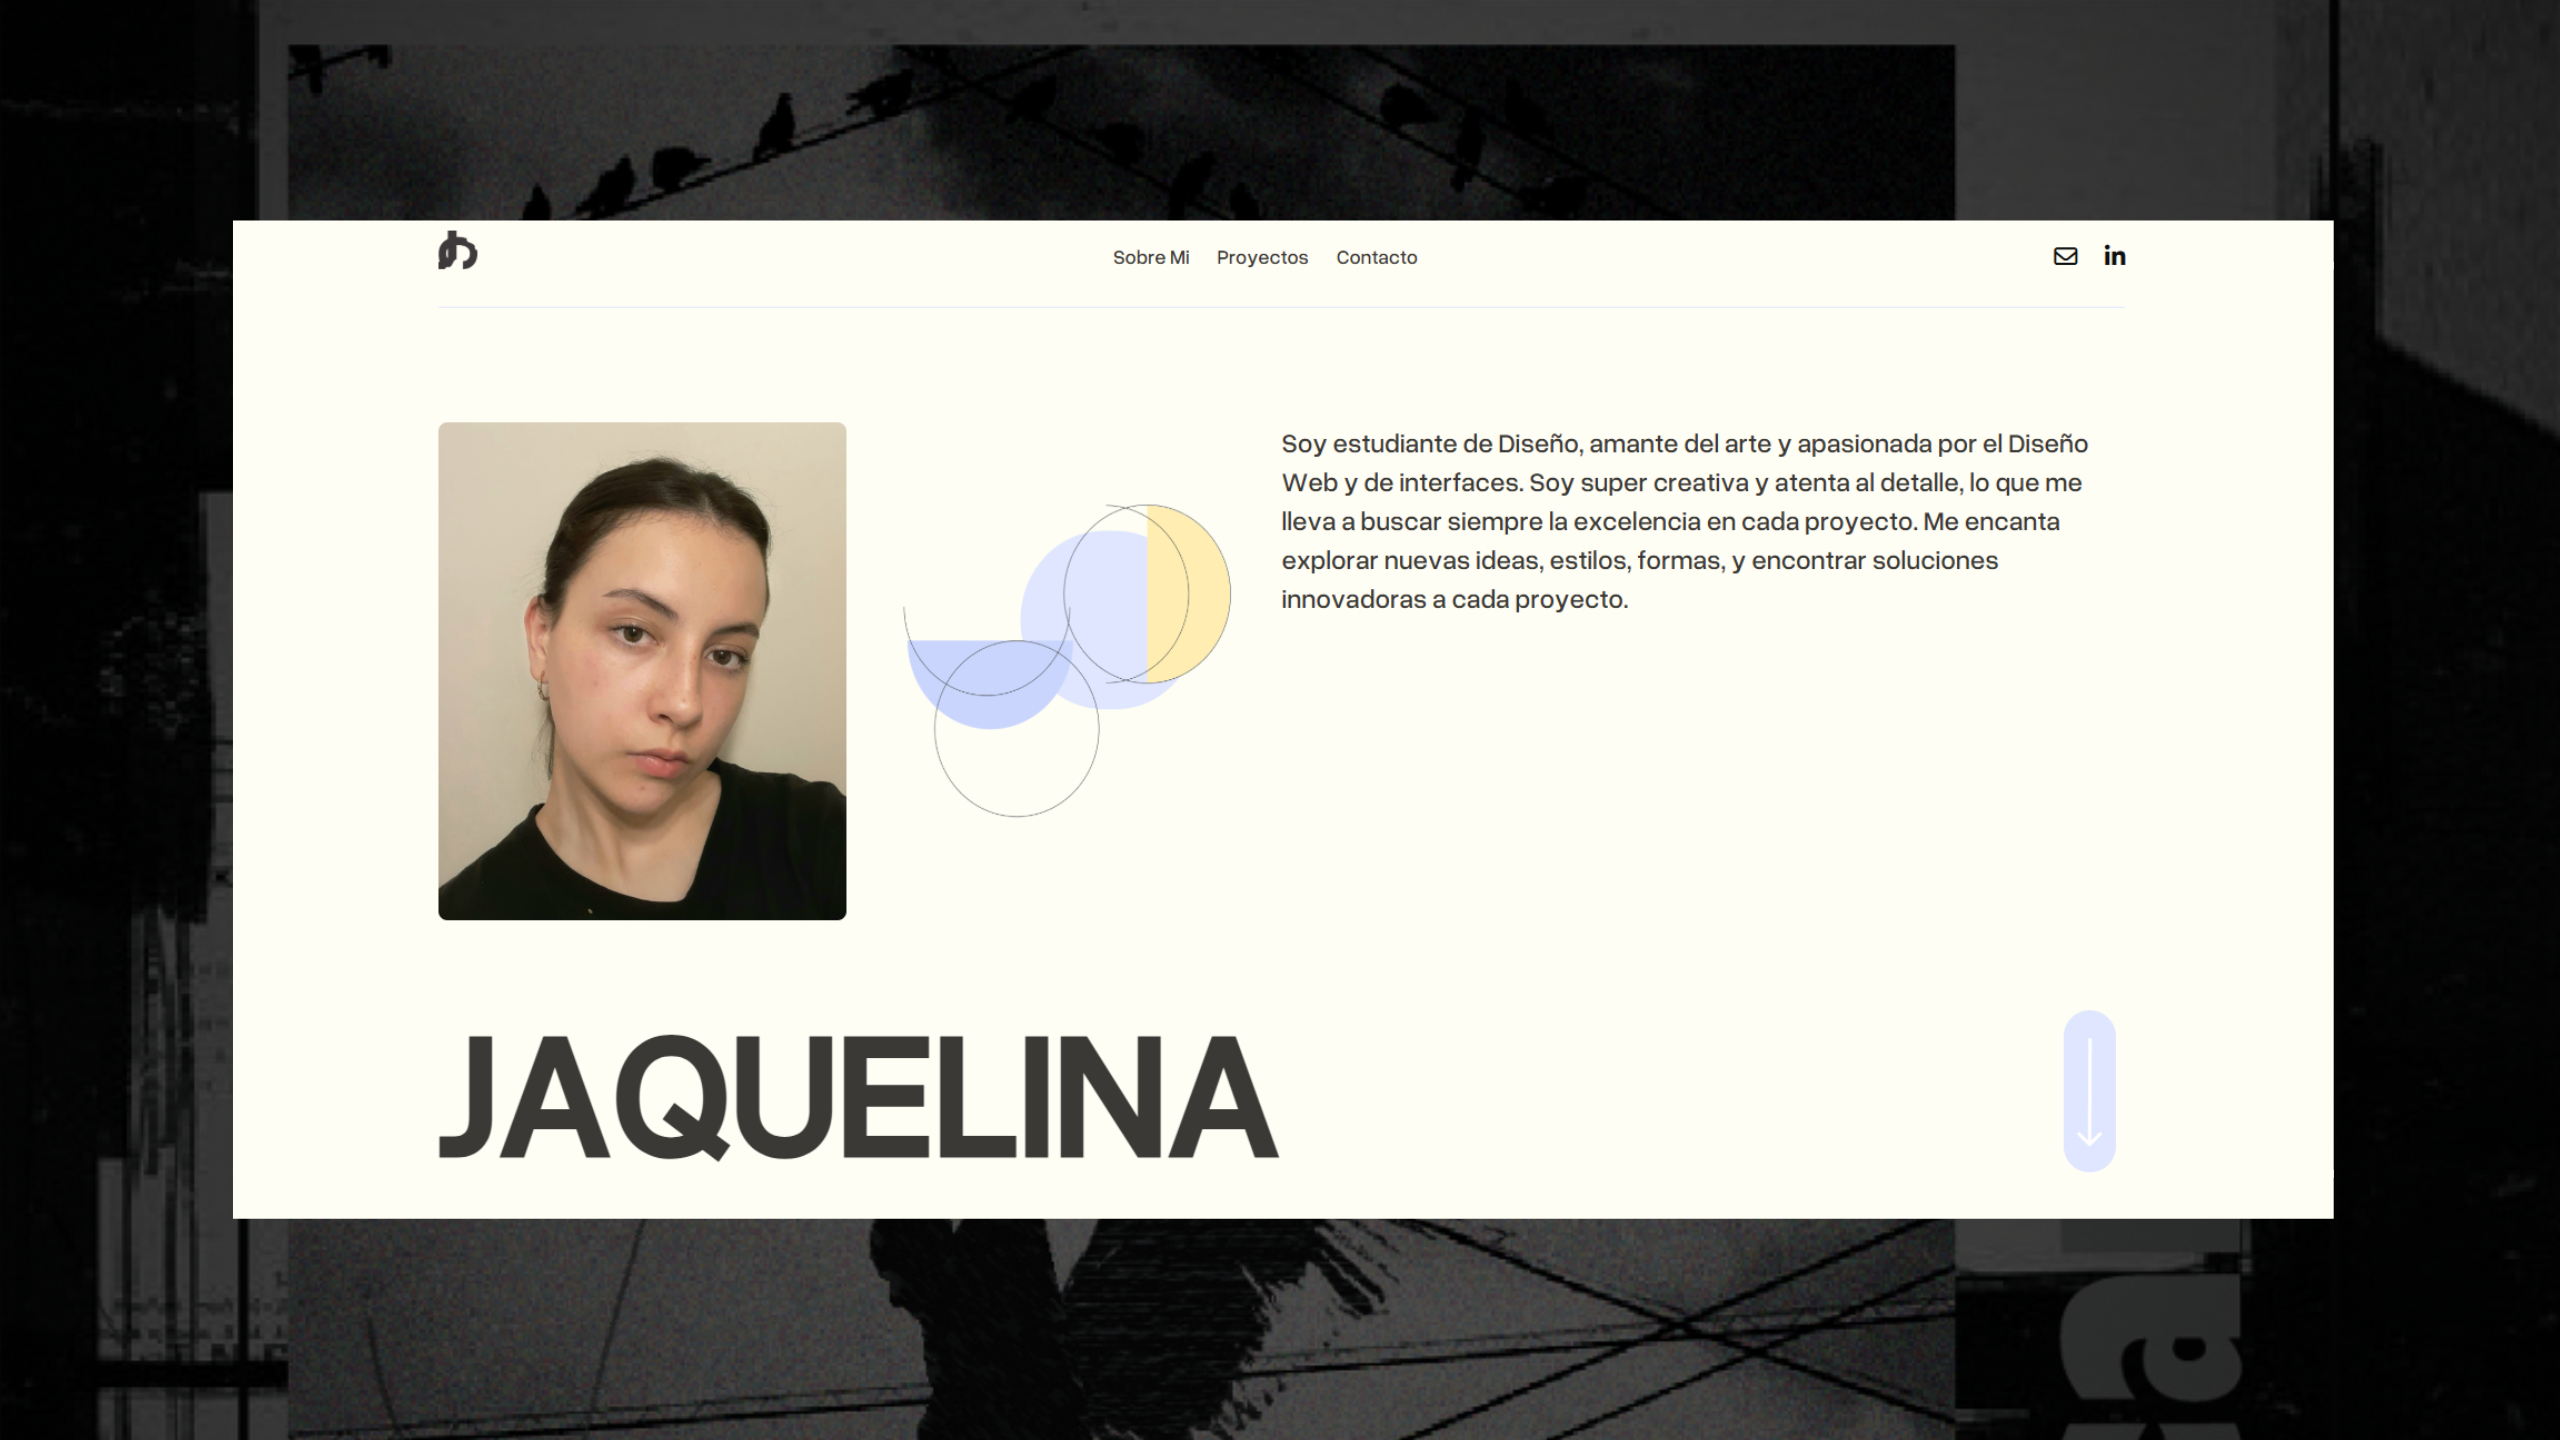 Sobre Mi Proyectos Contacto
in
Soy estudiante de Diseño, amante del arte y apasionada por el Diseño
Web y de interfaces. Soy super creativa y atenta al detalle, lo que me
lleva a buscar siempre la excelencia en cada proyecto. Me encanta
explorar nuevas ideas, estilos, formas, y encontrar soluciones
innovadoras a cada proyecto.
JAQUELINA
a